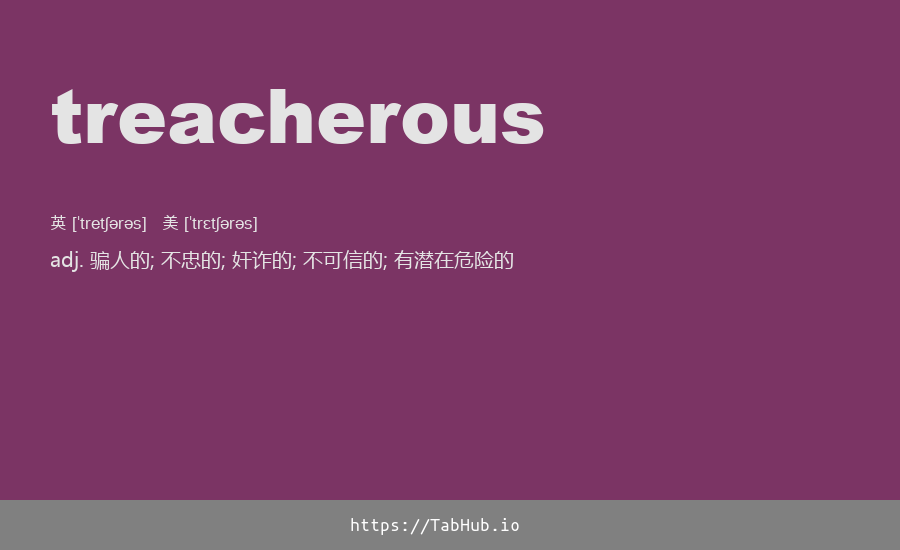 treacherous
英 [ˈtretʃərəs] 美 [ˈtrɛtʃərəs]
adj. 骗人的; 不忠的; 奸诈的; 不可信的; 有潜在危险的
https://TabHub.io